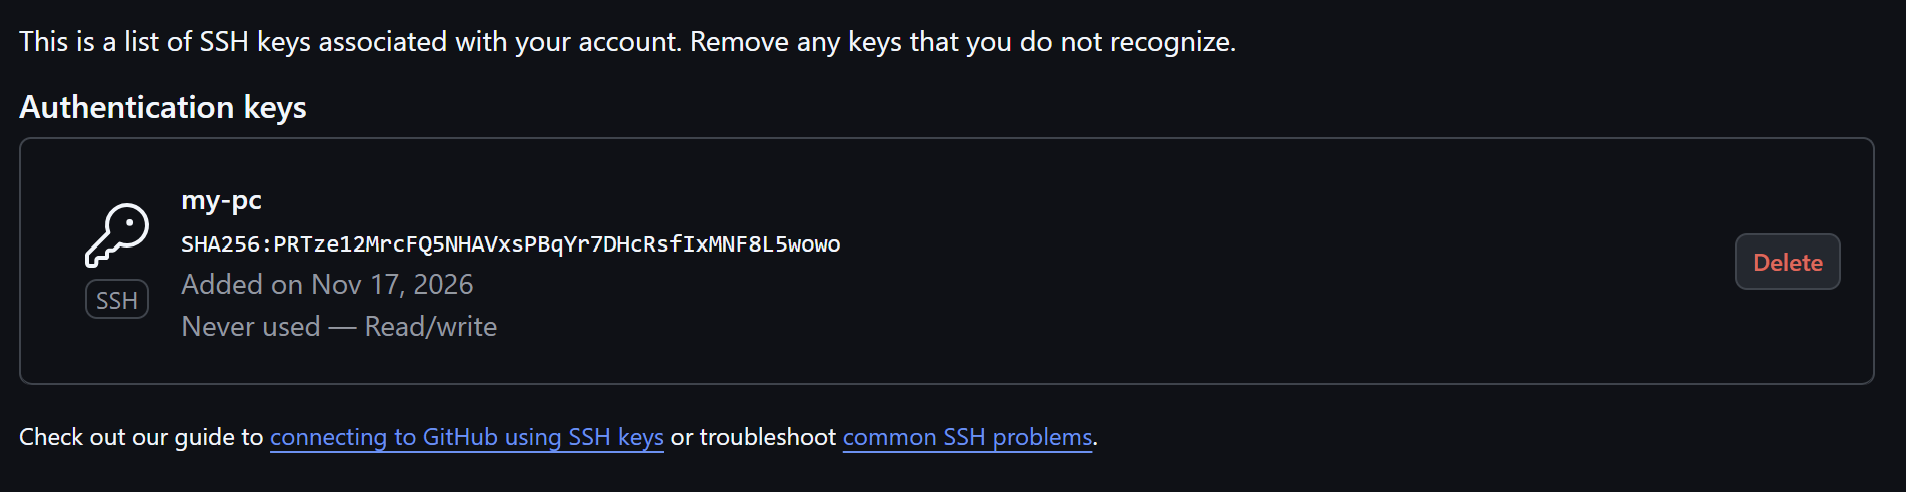 This is a list of SSH keys associated with your account. Remove any keys that you do not recognize.
Authentication keys
my-pc
SHA256:PRTze12MrcFQ5NHAVxsPBqYr7DHcRsfIxMNF8L5wowo
Added on Nov 17, 2026
Never used — Read/write
SSH
Delete
Check out our guide to connecting to GitHub using SSH keys or troubleshoot common SSH problems.